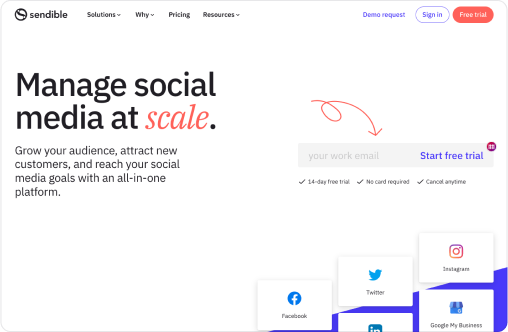 sendible
Solutions
Why
Pricing
Resources
Demo request
Sign in
Free trial
Manage social
media at scale.
Grow your audience, attract new
customers, and reach your social
media goals with an all-in-one
platform.
your work email
Start free trial
14-day free trial
No card required
Cancel anytime
Instagram
Twitter
Facebook
Google My Business